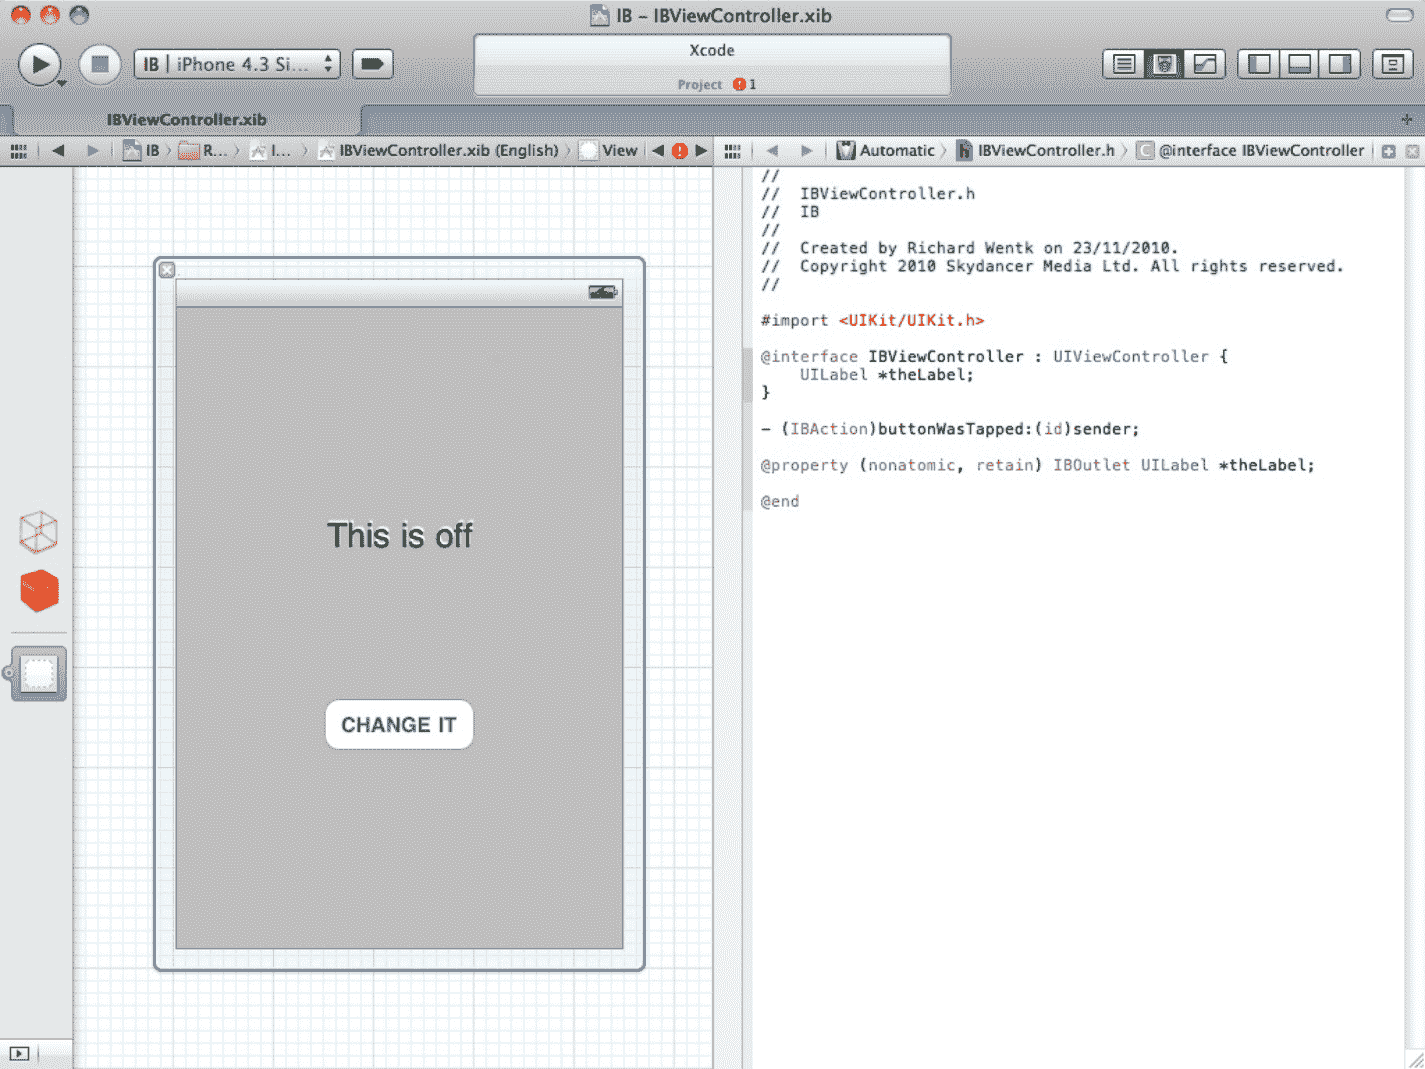 IB – IBViewController.xib
IB | iPhone 4.3 Si...
Xcode
Project 1
IBViewController.xib
IB R... I... IBViewController.xib (English) View
Automatic IBViewController.h C @interface IBViewController
This is off
CHANGE IT
//
//  IBViewController.h
//  IB
//
//  Created by Richard Wentk on 23/11/2010.
//  Copyright 2010 Skydancer Media Ltd. All rights reserved.
//
#import <UIKit/UIKit.h>
@interface IBViewController : UIViewController {
    UILabel *theLabel;
}
- (IBAction)buttonWasTapped:(id)sender;
@property (nonatomic, retain) IBOutlet UILabel *theLabel;
@end